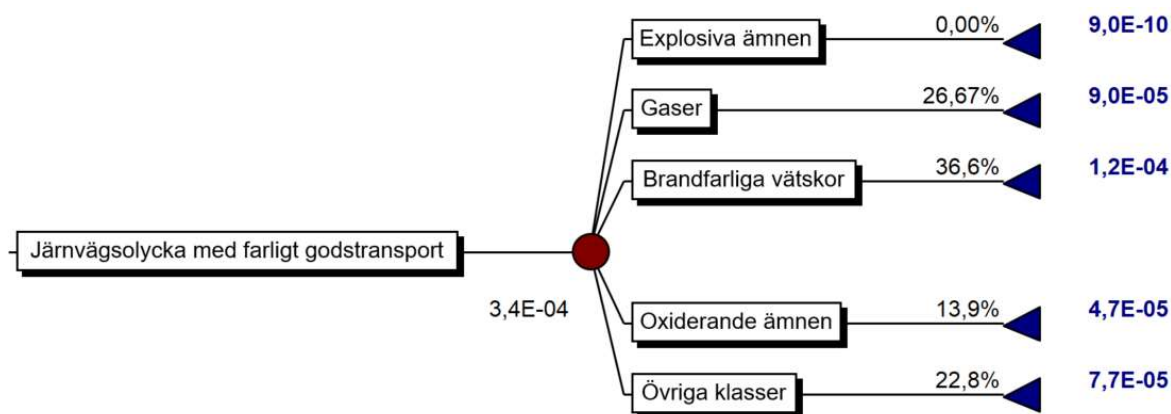 Explosiva ämnen 0,00% 9,0E-10
Gaser 26,67% 9,0E-05
Brandfarliga vätskor 36,6% 1,2E-04
Järnvägsolycka med farligt godstransport
3,4E-04
Oxiderande ämnen 13,9% 4,7E-05
Övriga klasser 22,8% 7,7E-05